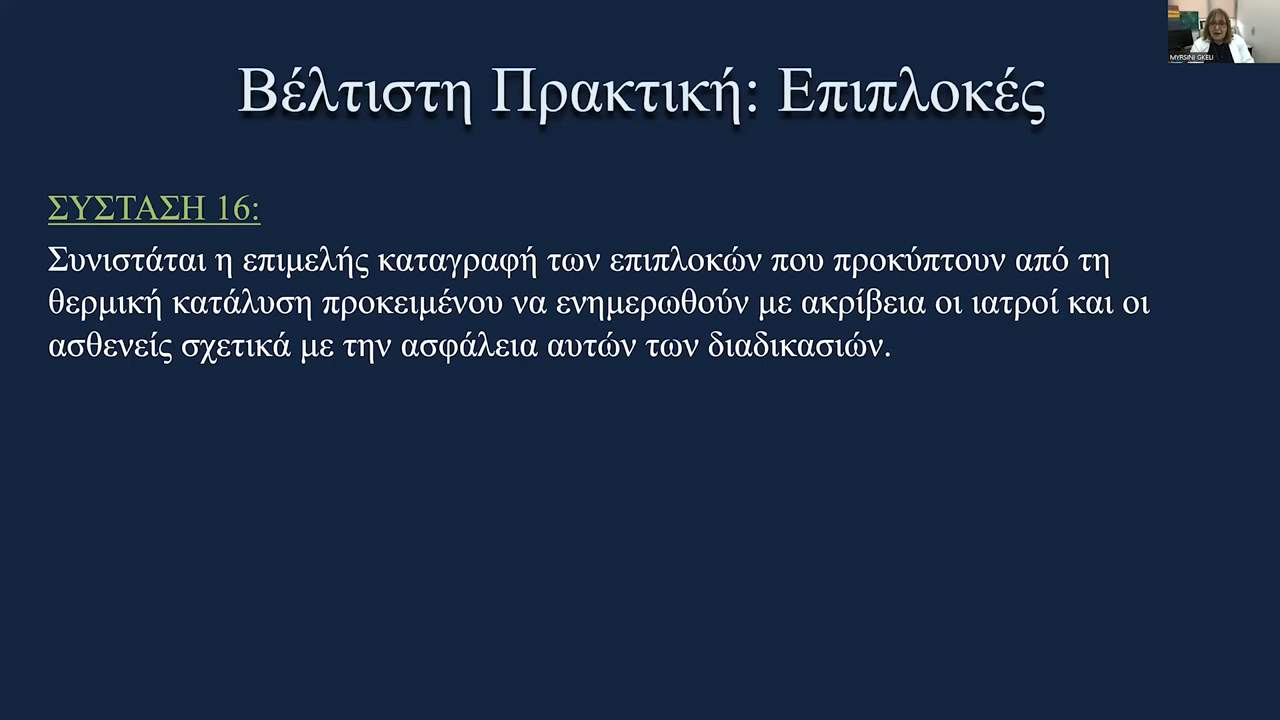 Βέλτιστη Πρακτική: Επιπλοκές
MYRSINI GKELI
ΣΥΣΤΑΣΗ 16:
Συνιστάται η επιμελής καταγραφή των επιπλοκών που προκύπτουν από τη
θερμική κατάλυση προκειμένου να ενημερωθούν με ακρίβεια οι ιατροί και οι
ασθενείς σχετικά με την ασφάλεια αυτών των διαδικασιών.